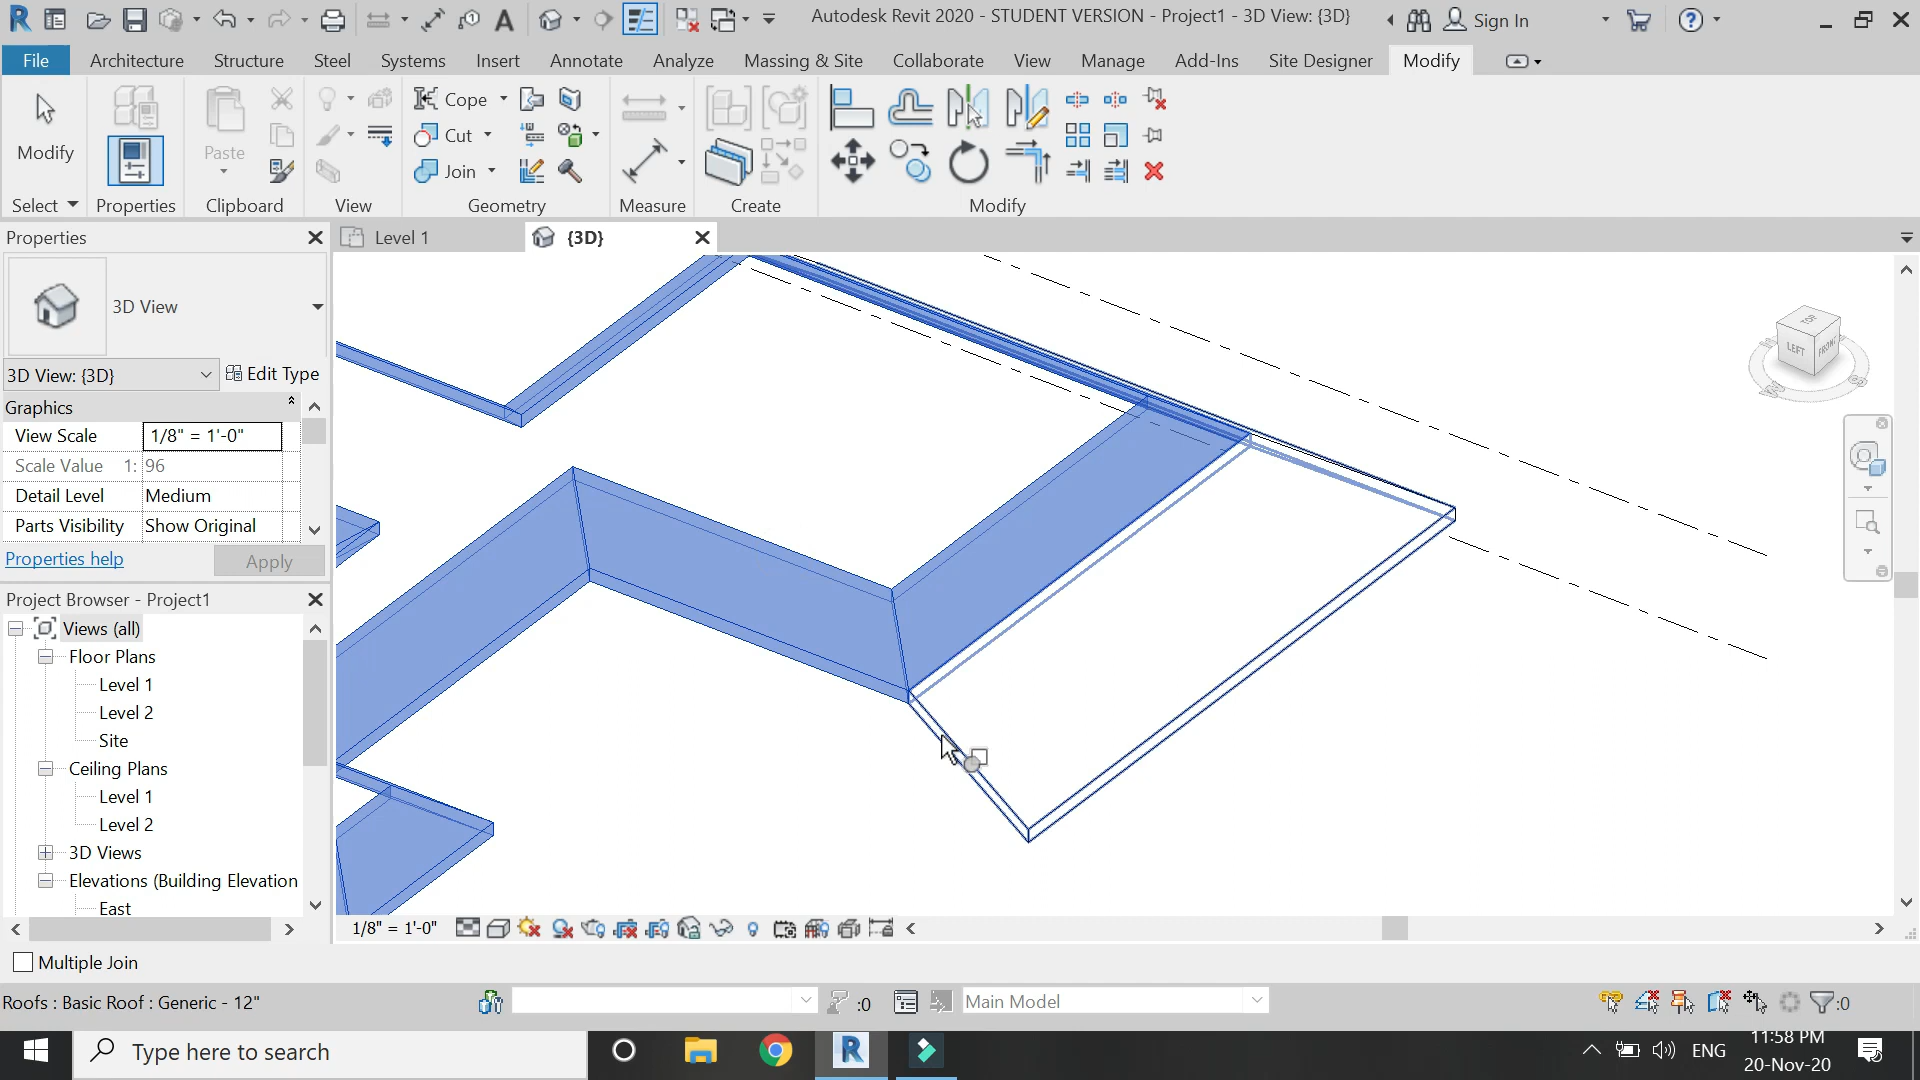 Autodesk Revit 2020 - STUDENT VERSION - Project1 - 3D View: {3D}
Sign In
File Architecture Structure Steel Systems Insert Annotate Analyze Massing & Site Collaborate View Manage Add-Ins Site Designer Modify
Modify
Paste
Cope
Cut
Join
Select Properties Clipboard View Geometry Measure Create Modify
Properties
Level 1
{3D}
3D View
3D View: {3D}
Edit Type
Graphics
View Scale 1/8" = 1'-0"
Scale Value 1: 96
Detail Level Medium
Parts Visibility Show Original
Properties help
Apply
Project Browser - Project1
Views (all)
Floor Plans
Level 1
Level 2
Site
Ceiling Plans
Level 1
Level 2
3D Views
Elevations (Building Elevation
East
TOP
LEFT
FRONT
1/8" = 1'-0"
Multiple Join
Roofs : Basic Roof : Generic - 12"
:0
Main Model
:0
Type here to search
ENG
11:58 PM
20-Nov-20